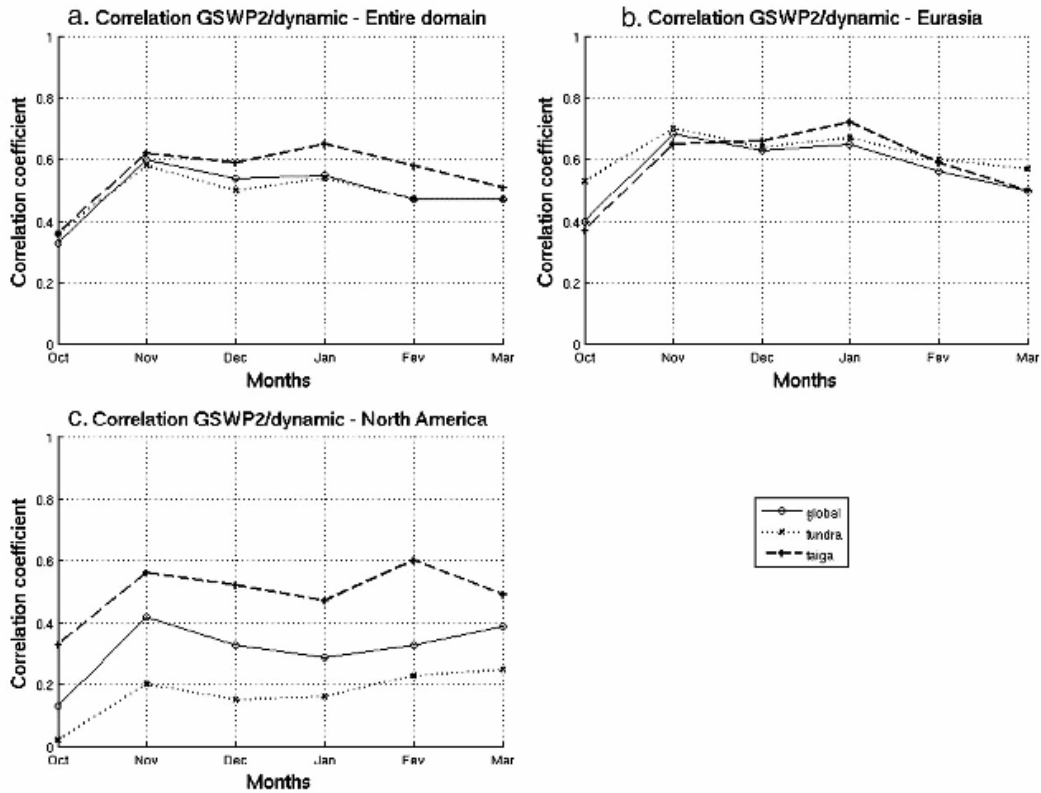 a. Correlation GSWP2/dynamic - Entire domain
1
0.8
0.6
0.4
0.2
0
Correlation coefficient
Oct Nov Dec Jan Fev Mar
Months
b. Correlation GSWP2/dynamic - Eurasia
1
0.8
0.6
0.4
0.2
0
Correlation coefficient
Oct Nov Dec Jan Fev Mar
Months
c. Correlation GSWP2/dynamic - North America
1
0.8
0.6
0.4
0.2
0
Correlation coefficient
Oct Nov Dec Jan Fev Mar
Months
global
tundra
taiga